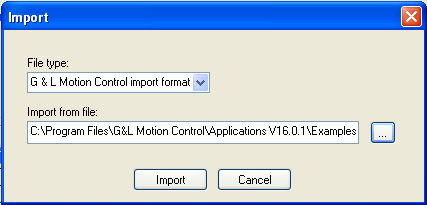 Import
File type:
G & L Motion Control import format
Import from file:
C:\Program Files\G&L Motion Control\Applications V16.0.1\Examples
...
Import
Cancel